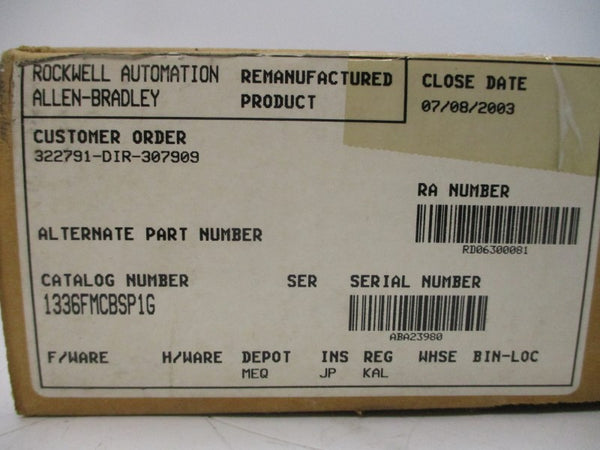 ROCKWELL AUTOMATION
ALLEN-BRADLEY
REMANUFACTURED
PRODUCT
CLOSE DATE
07/08/2003
CUSTOMER ORDER
322791-DIR-307909
RA NUMBER
RD06300081
ALTERNATE PART NUMBER
CATALOG NUMBER
1336FMCBSP1G
SER
SERIAL NUMBER
ABA23980
F/WARE
H/WARE
DEPOT
MEQ
INS
JP
REG
KAL
WHSE
BIN-LOC